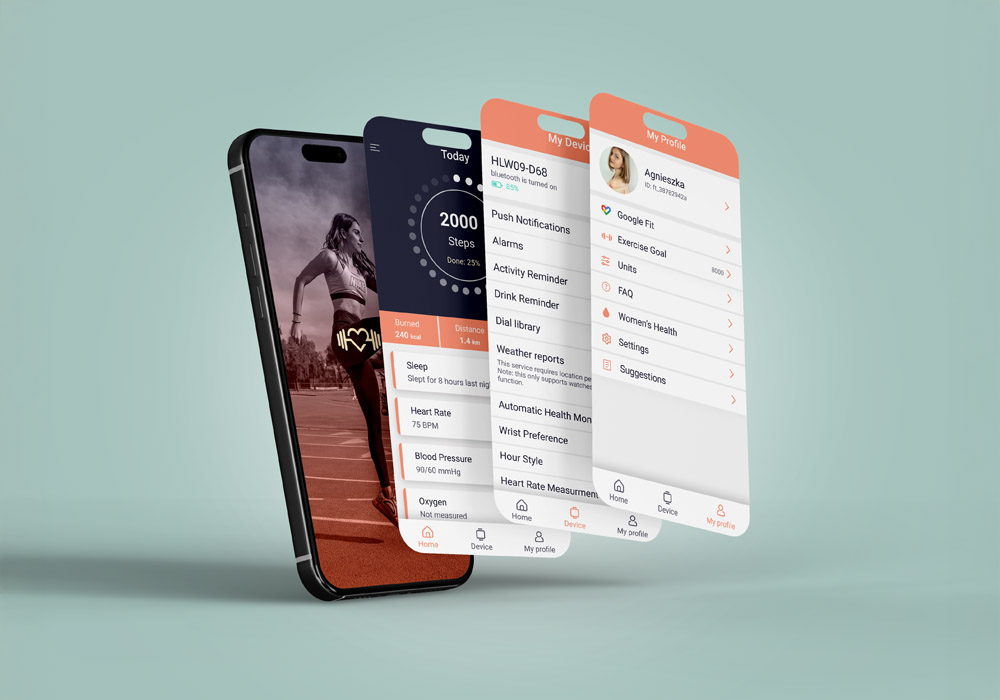 Today
2000
Steps
Done: 25%
Burned
240 kcal
Distance
1.4 km
Sleep
Slept for 8 hours last nig
Heart Rate
75 BPM
Blood Pressure
90/60 mmHg
Oxygen
Not measured
Home
Device
My profile
My Devic
HLW09-D68
bluetooth is turned on
85%
Push Notifications
Alarms
Activity Reminder
Drink Reminder
Dial library
Weather reports
This service requires location pe
Note: this only supports watches
function.
Automatic Health Mon
Wrist Preference
Hour Style
Heart Rate Measurment
Home
Device
My profile
My Profile
Agnieszka
ID: ft_38782942a
Google Fit
Exercise Goal
8000
Units
FAQ
Women's Health
Settings
Suggestions
Home
Device
My profile